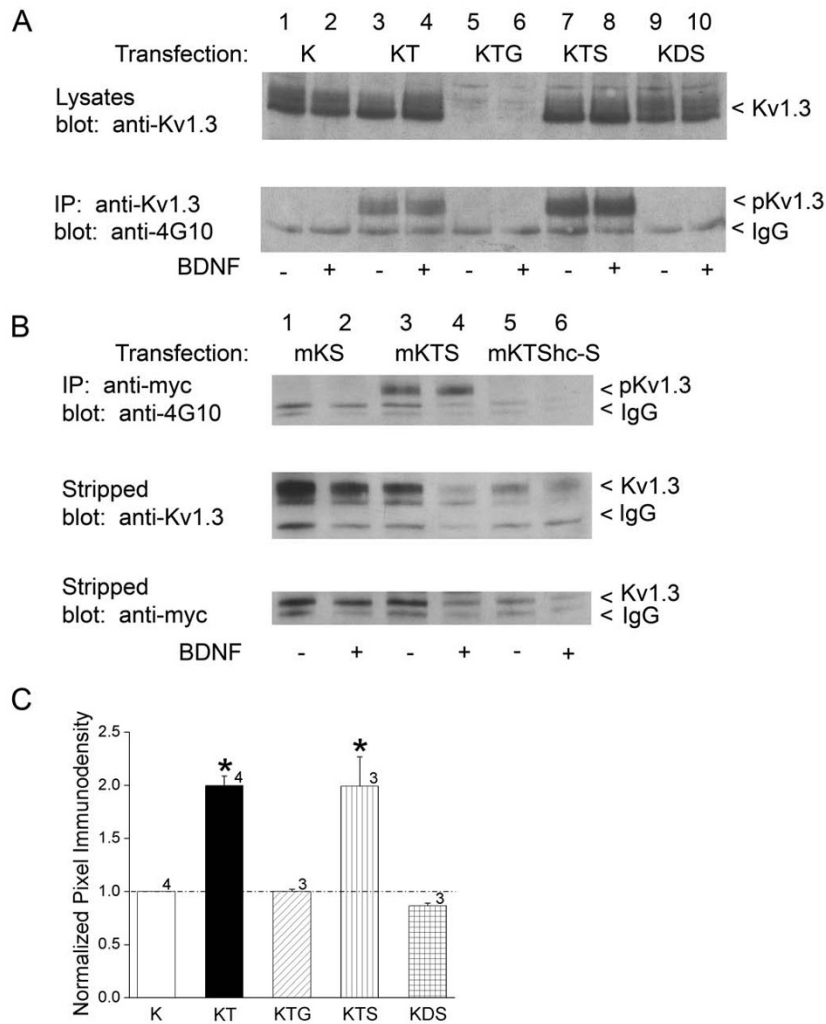 A
1 2 3 4 5 6 7 8 9 10
Transfection: K KT KTG KTS KDS
Lysates
blot: anti-Kv1.3
< Kv1.3
IP: anti-Kv1.3
blot: anti-4G10
< pKv1.3
< IgG
BDNF - + - + - + - + - +
B
1 2 3 4 5 6
Transfection: mKS mKTS mKTShc-S
IP: anti-myc
blot: anti-4G10
< pKv1.3
< IgG
Stripped
blot: anti-Kv1.3
< Kv1.3
< IgG
Stripped
blot: anti-myc
< Kv1.3
< IgG
BDNF - + - + - +
C
Normalized Pixel Immunodensity
2.5
2.0
1.5
1.0
0.5
0.0
4
* 4
3
* 3
3
K KT KTG KTS KDS